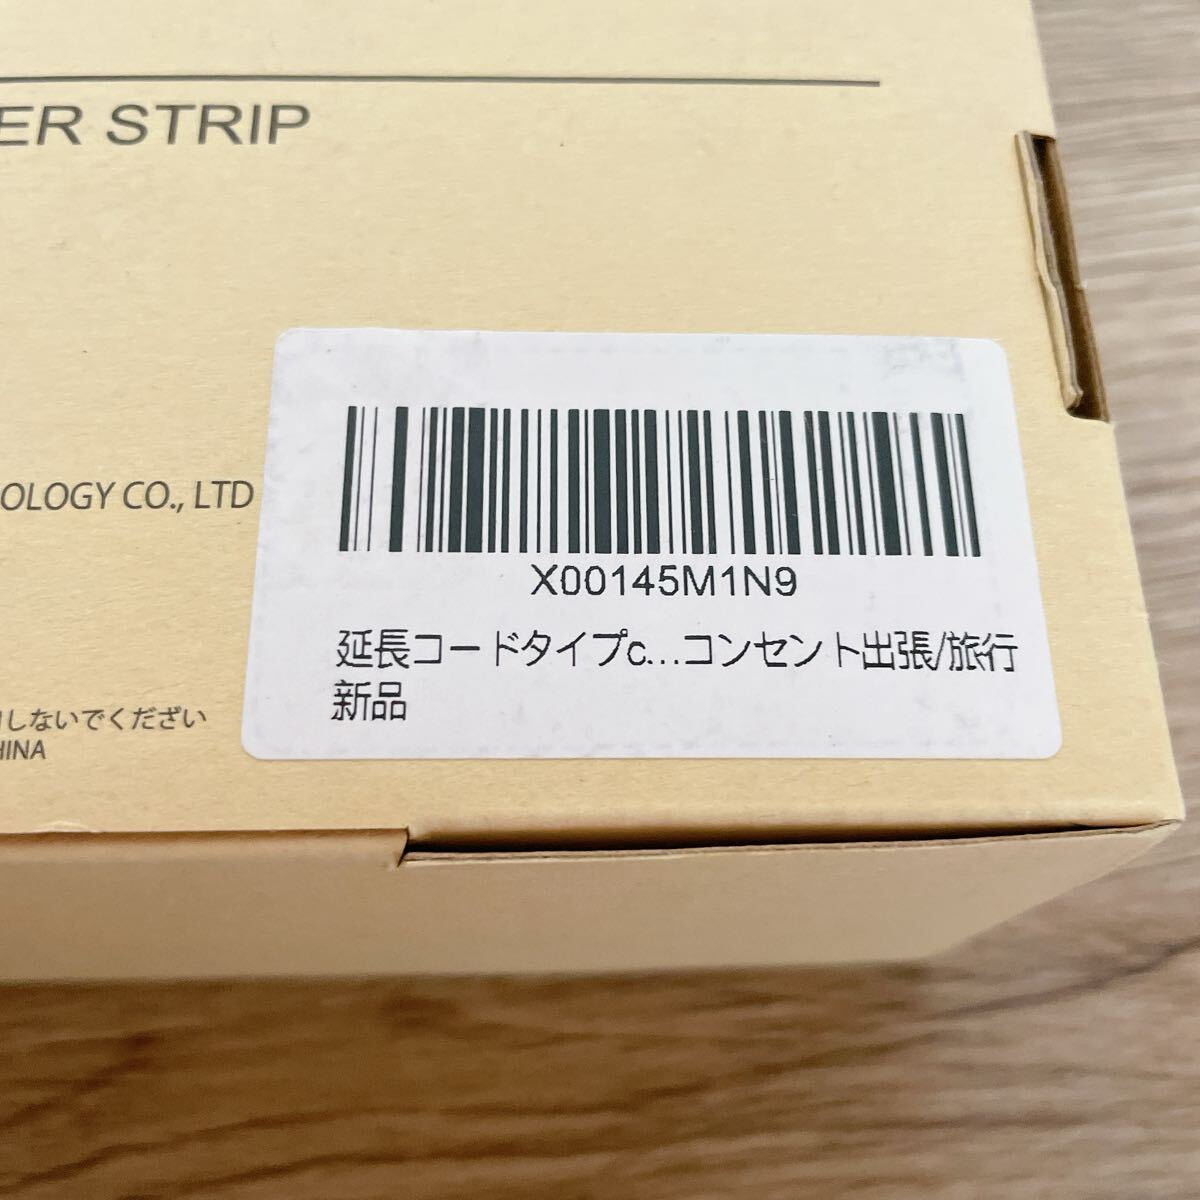 ER STRIP
OLOGY CO., LTD
X00145M1N9
延長コードタイプc...コンセント出張/旅行
新品
しないでくださぃ
HINA